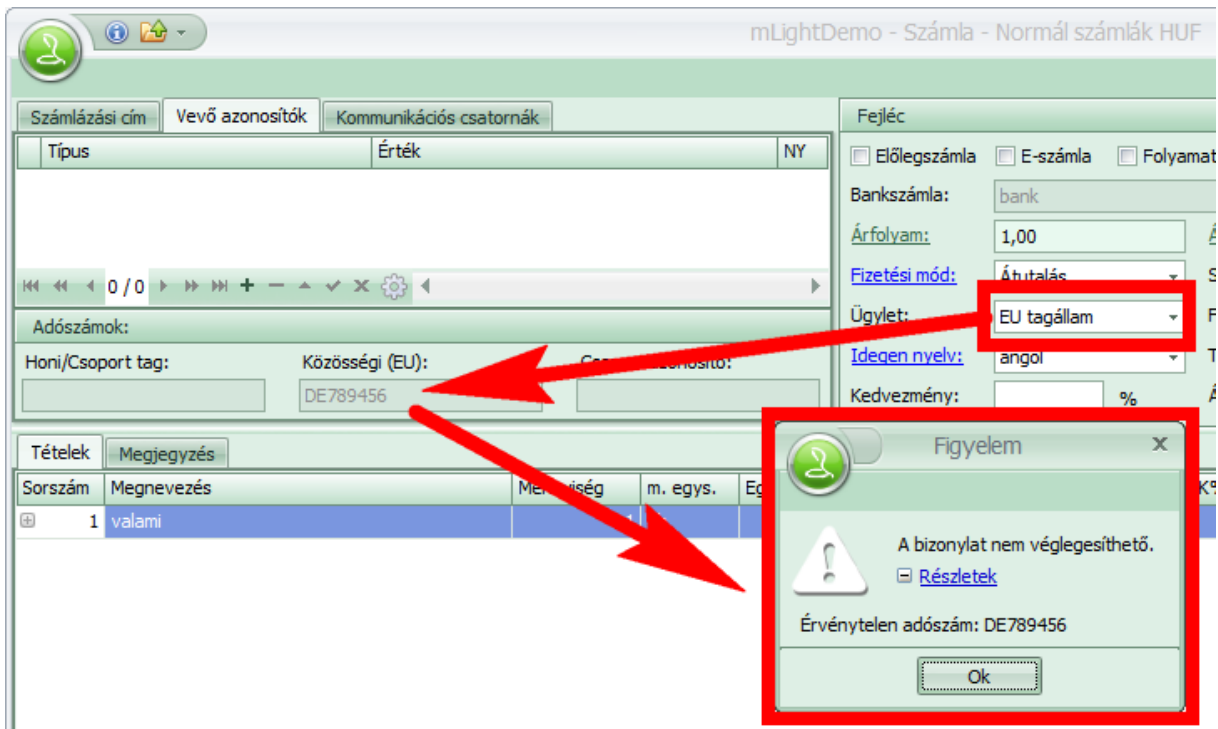 mLightDemo - Számla - Normál számlák HUF
Számlázási cím Vevő azonosítók Kommunikációs csatornák
Típus Érték NY
0 / 0
Adószámok:
Honi/Csoport tag: Közösségi (EU):
DE789456
Fejléc
Előlegszámla E-számla
Bankszámla: bank
Árfolyam: 1,00
Fizetési mód: Átutalás
Ügylet: EU tagállam
Idegen nyelv: angol
Kedvezmény: %
Tételek Megjegyzés
Sorszám Megnevezés m. egys.
1 valami
Figyelem
A bizonylat nem véglegesíthető.
Részletek
Érvénytelen adószám: DE789456
Ok